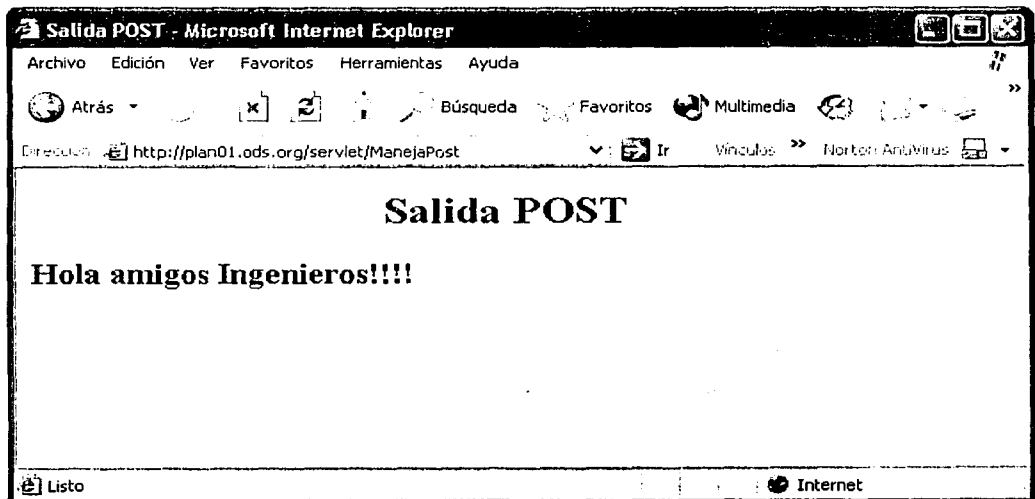 Salida POST - Microsoft Internet Explorer
Archivo Edición Ver Favoritos Herramientas Ayuda
Atrás Búsqueda Favoritos Multimedia »
Dirección http://plan01.ods.org/servlet/ManejaPost Ir Vínculos » Norton AntiVirus
Salida POST
Hola amigos Ingenieros!!!!
Listo Internet